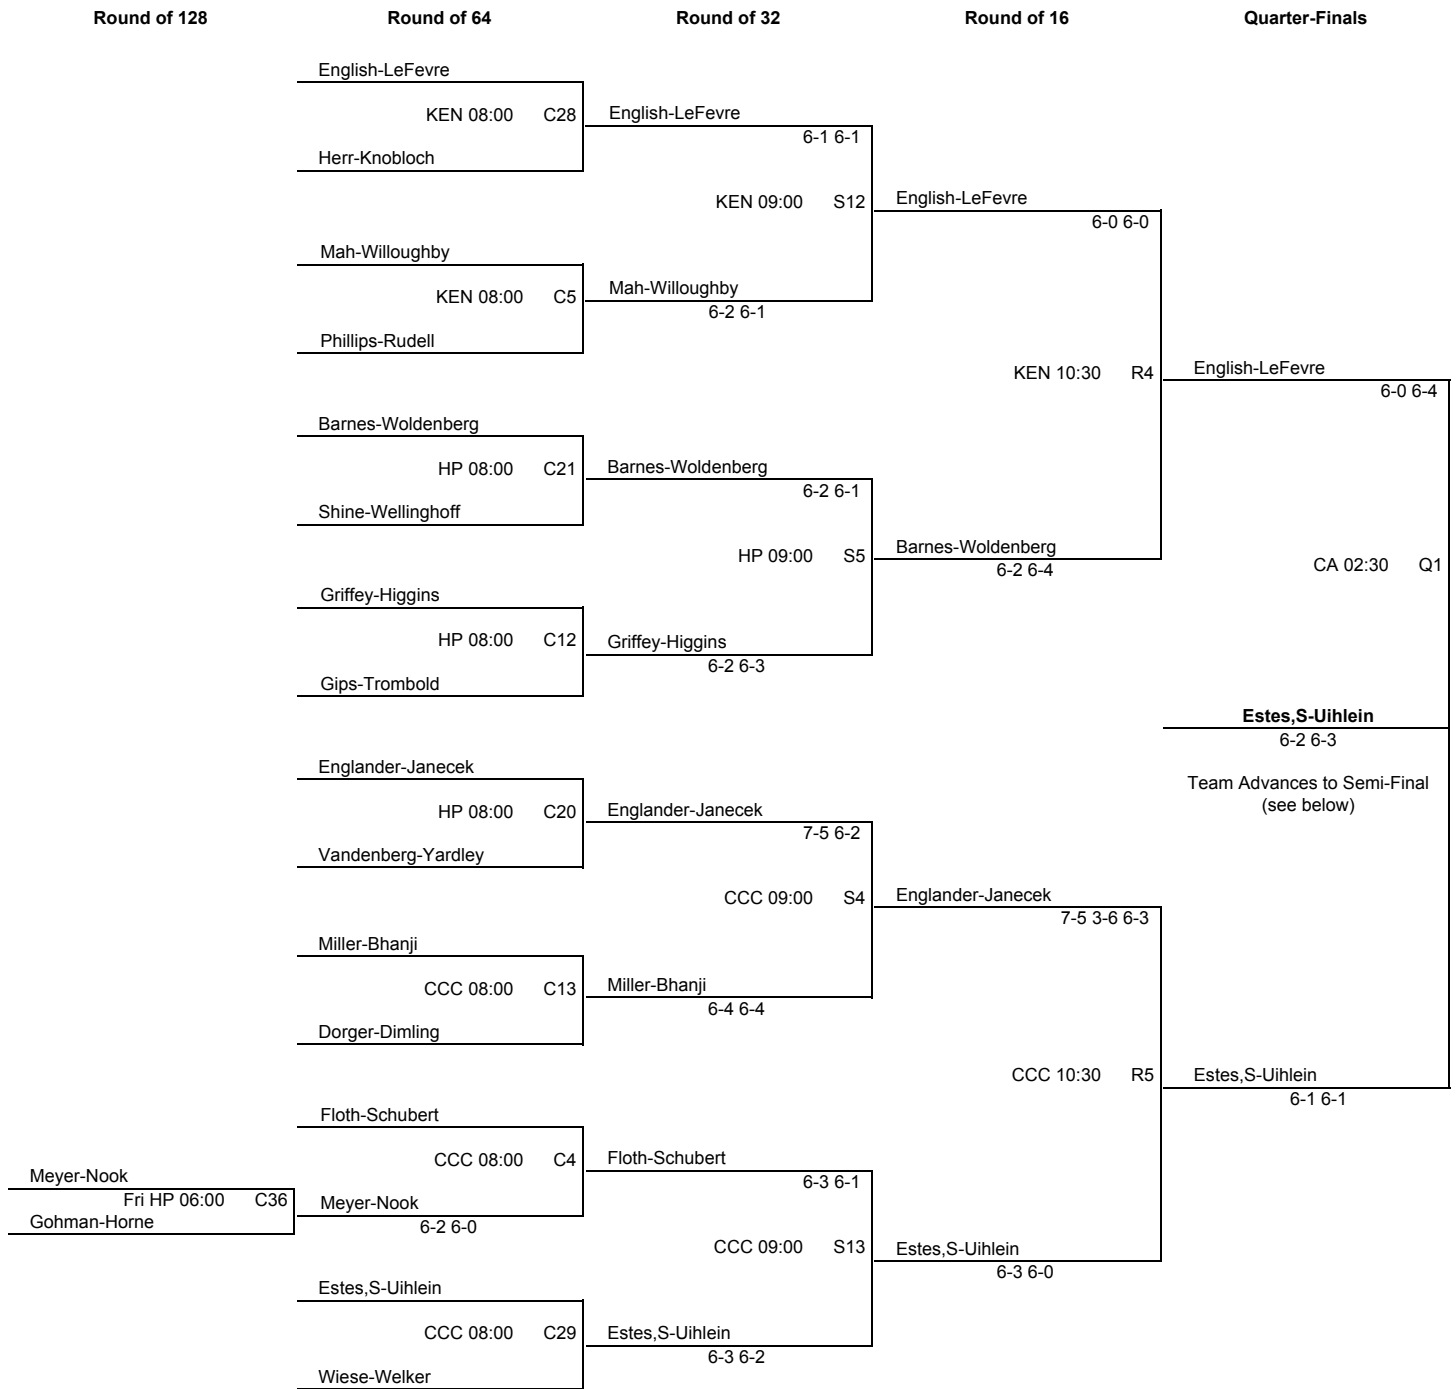 Round of 128 Round of 64 Round of 32 Round of 16 Quarter-Finals
English-LeFevre
KEN 08:00 C28 English-LeFevre
6-1 6-1
Herr-Knobloch
KEN 09:00 S12 English-LeFevre
6-0 6-0
Mah-Willoughby
KEN 08:00 C5 Mah-Willoughby
6-2 6-1
Phillips-Rudell
KEN 10:30 R4 English-LeFevre
6-0 6-4
Barnes-Woldenberg
HP 08:00 C21 Barnes-Woldenberg
6-2 6-1
Shine-Wellinghoff
HP 09:00 S5 Barnes-Woldenberg
6-2 6-4
CA 02:30 Q1
Griffey-Higgins
HP 08:00 C12 Griffey-Higgins
6-2 6-3
Gips-Trombold
Estes,S-Uihlein
6-2 6-3
Englander-Janecek
Team Advances to Semi-Final
(see below)
HP 08:00 C20 Englander-Janecek
7-5 6-2
Vandenberg-Yardley
CCC 09:00 S4 Englander-Janecek
7-5 3-6 6-3
Miller-Bhanji
CCC 08:00 C13 Miller-Bhanji
6-4 6-4
Dorger-Dimling
CCC 10:30 R5 Estes,S-Uihlein
6-1 6-1
Floth-Schubert
CCC 08:00 C4 Floth-Schubert
6-3 6-1
Meyer-Nook
Fri HP 06:00 C36 Meyer-Nook
Gohman-Horne
6-2 6-0
CCC 09:00 S13 Estes,S-Uihlein
6-3 6-0
Estes,S-Uihlein
CCC 08:00 C29 Estes,S-Uihlein
6-3 6-2
Wiese-Welker